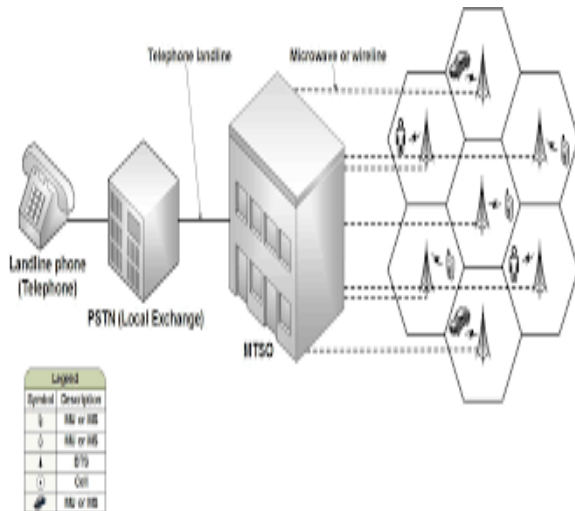 Telephone landline
Microwave or wireline
Landline phone
(Telephone)
PSTN (Local Exchange)
MTSO
Legend
Symbol Description
MU or MS
MU or MS
BTS
Cell
MU or MS